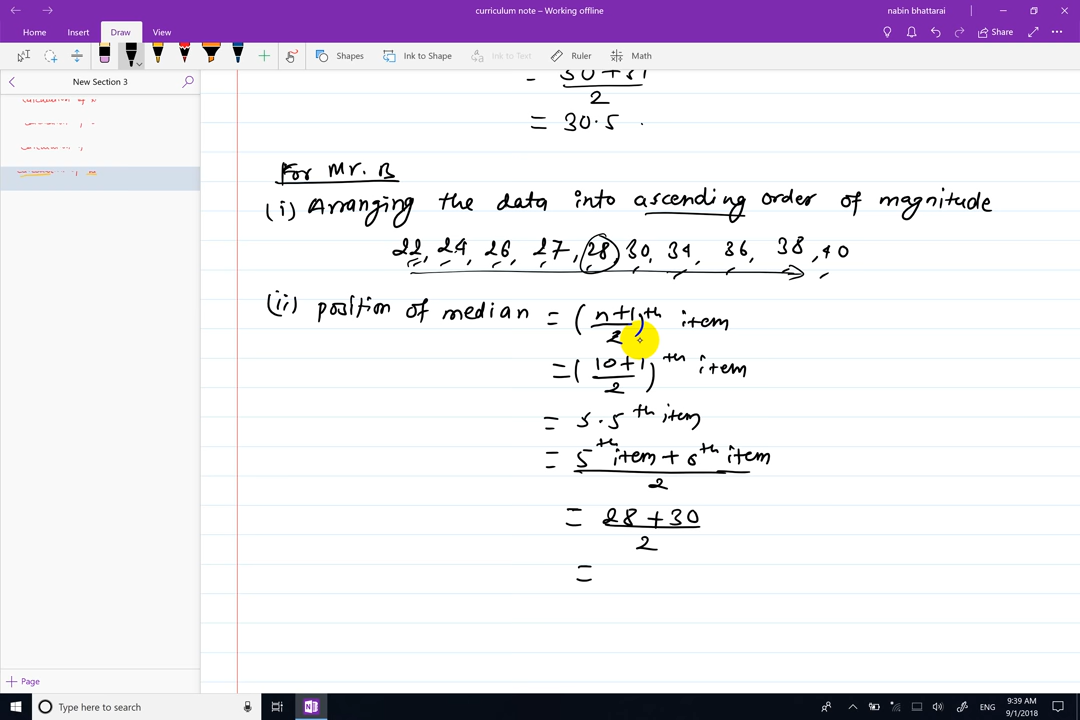 curriculum note – Working offline
nabin bhattarai
Home Insert Draw View
Share
Shapes Ink to Shape Ink to Text Ruler Math
New Section 3
30 + 31
= 2
= 30.5 .
For Mr. B
(i) Arranging the data into ascending order of magnitude
22, 24, 26, 27, 28, 30, 34, 36, 38, 40
(ii) position of median = (n+1/2)th item
= (10+1/2)th item
= 5.5th item
= 5th item + 6th item
2
= 28 + 30
2
=
+ Page
Type here to search
ENG
9:39 AM
9/1/2018